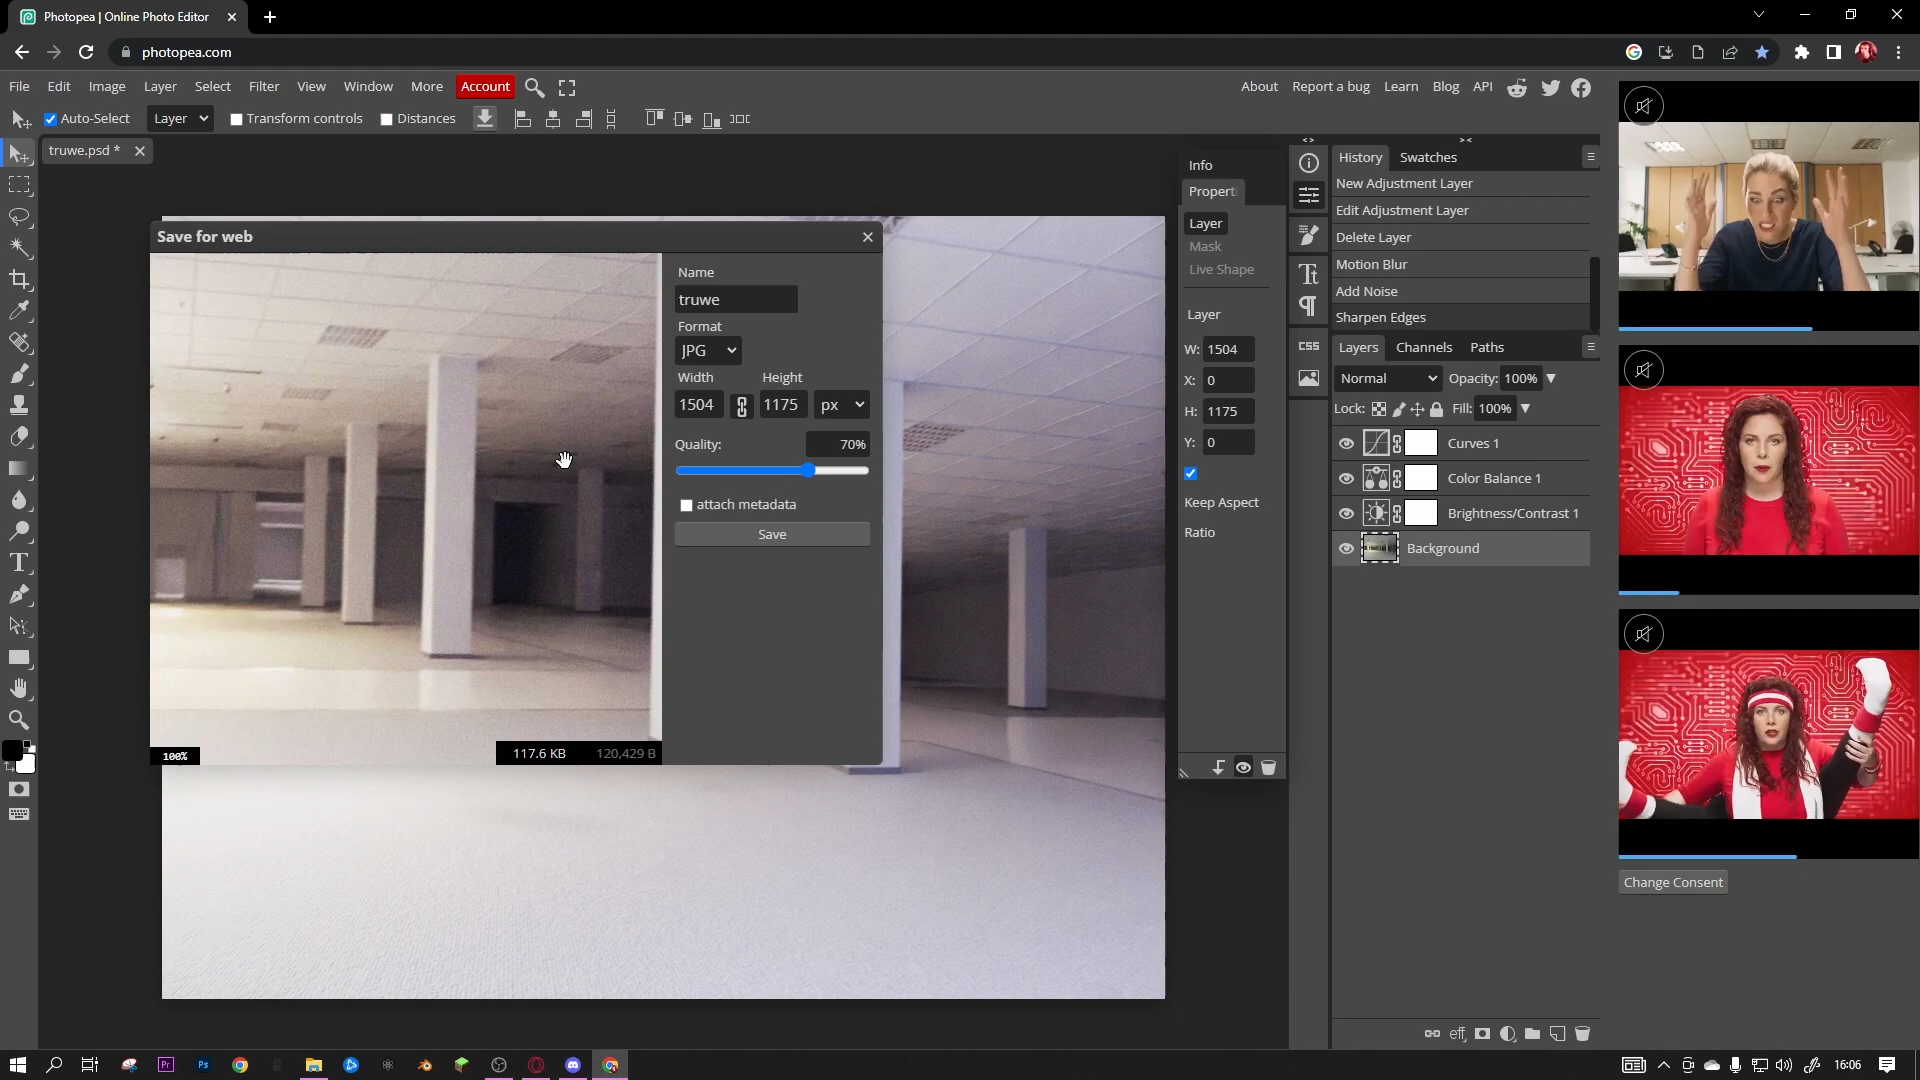 Photopea | Online Photo Editor
photopea.com
File Edit Image Layer Select Filter View Window More Account
About Report a bug Learn Blog API
Auto-Select Layer Transform controls Distances
truwe.psd *
Info
Properti
Layer
Mask
Live Shape
Layer
W: 1504
X: 0
H: 1175
Y: 0
Keep Aspect
Ratio
CSS
Save for web
Name
truwe
Format
JPG
Width Height
1504 1175 px
Quality: 70%
attach metadata
Save
100%
117.6 KB 120,429 B
History Swatches
New Adjustment Layer
Edit Adjustment Layer
Delete Layer
Motion Blur
Add Noise
Sharpen Edges
Layers Channels Paths
Normal Opacity: 100%
Lock: Fill: 100%
Curves 1
Color Balance 1
Brightness/Contrast 1
Background
eff
Change Consent
Pr
Ps
16:06